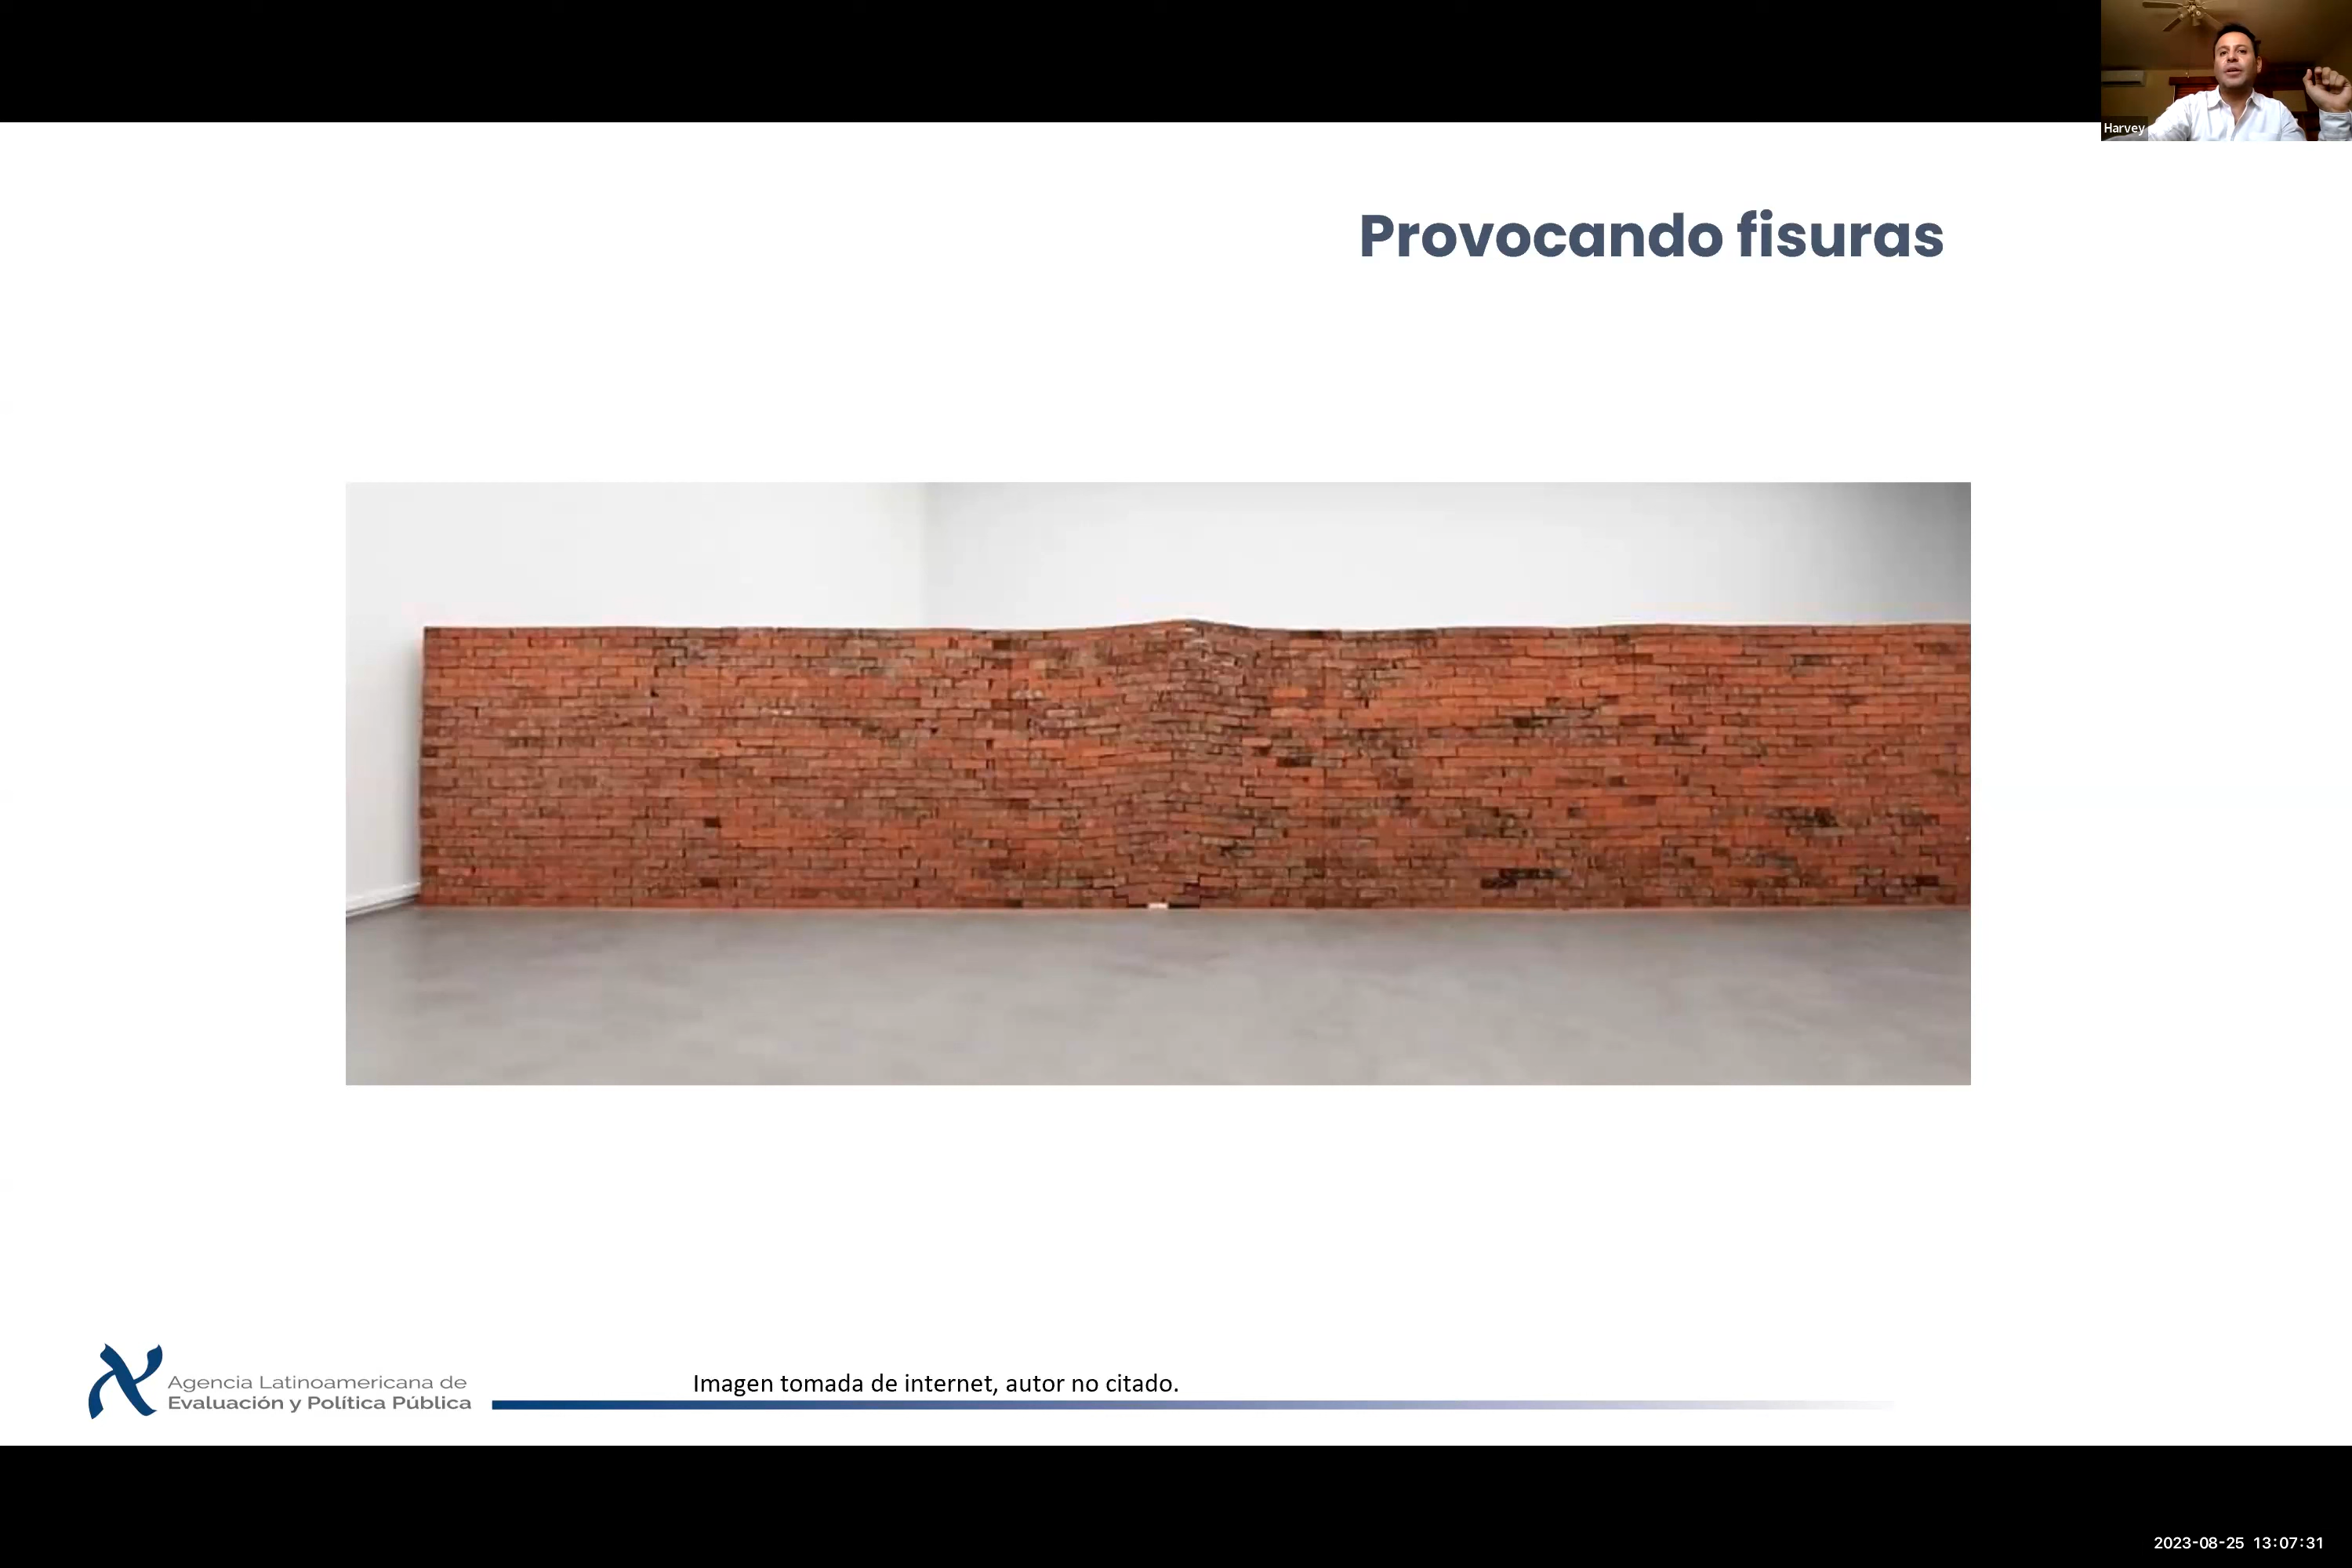 Harvey
Provocando fisuras
Agencia Latinoamericana de
Evaluación y Política Pública
Imagen tomada de internet, autor no citado.
2023-08-25 13:07:31